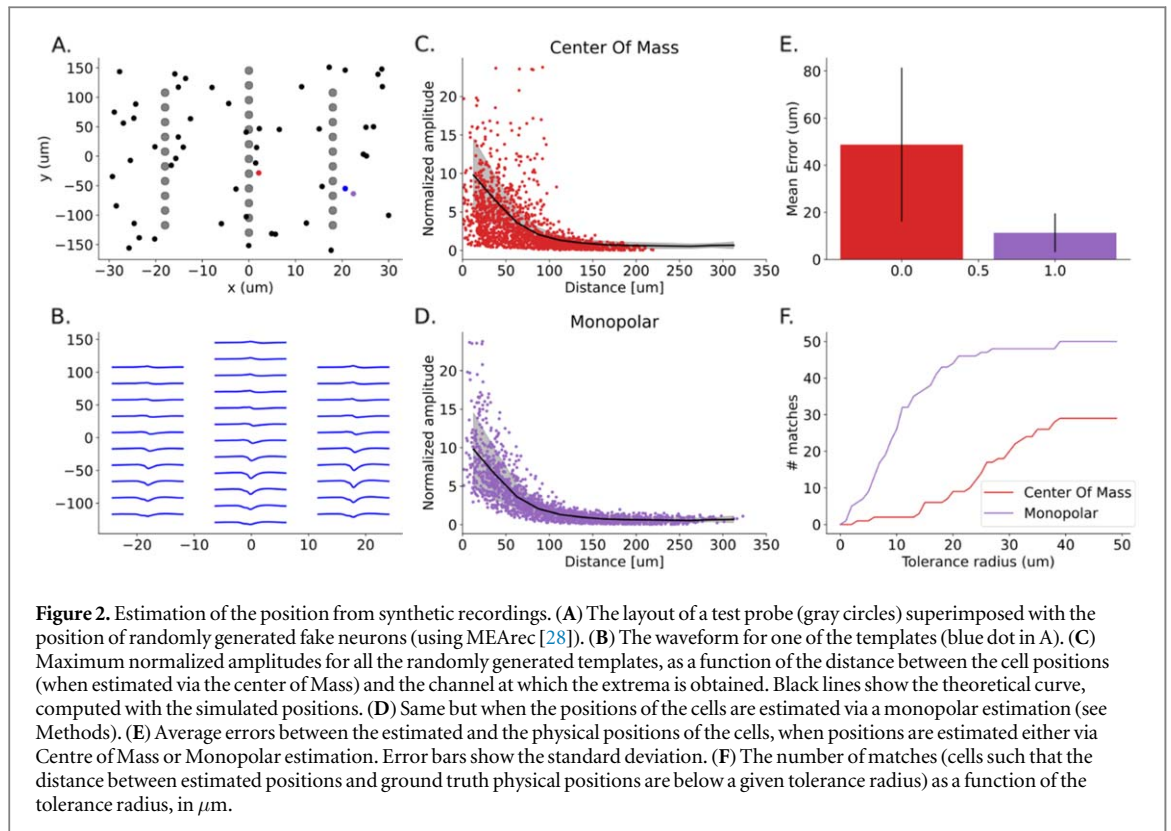 A.
150
100
50
0
−50
−100
−150
y (um)
−30 −20 −10 0 10 20 30
x (um)
C.
Center Of Mass
20
15
10
5
0
Normalized amplitude
0 50 100 150 200 250 300 350
Distance [um]
E.
80
60
40
20
0
Mean Error (um)
0.0 0.5 1.0
B.
150
100
50
0
−50
−100
−20 0 20
D.
Monopolar
20
15
10
5
0
Normalized amplitude
0 50 100 150 200 250 300 350
Distance [um]
F.
50
40
30
20
10
0
# matches
Center Of Mass
Monopolar
0 10 20 30 40 50
Tolerance radius (um)
Figure 2. Estimation of the position from synthetic recordings. (A) The layout of a test probe (gray circles) superimposed with the
position of randomly generated fake neurons (using MEArec [28]). (B) The waveform for one of the templates (blue dot in A). (C)
Maximum normalized amplitudes for all the randomly generated templates, as a function of the distance between the cell positions
(when estimated via the center of Mass) and the channel at which the extrema is obtained. Black lines show the theoretical curve,
computed with the simulated positions. (D) Same but when the positions of the cells are estimated via a monopolar estimation (see
Methods). (E) Average errors between the estimated and the physical positions of the cells, when positions are estimated either via
Centre of Mass or Monopolar estimation. Error bars show the standard deviation. (F) The number of matches (cells such that the
distance between estimated positions and ground truth physical positions are below a given tolerance radius) as a function of the
tolerance radius, in μm.